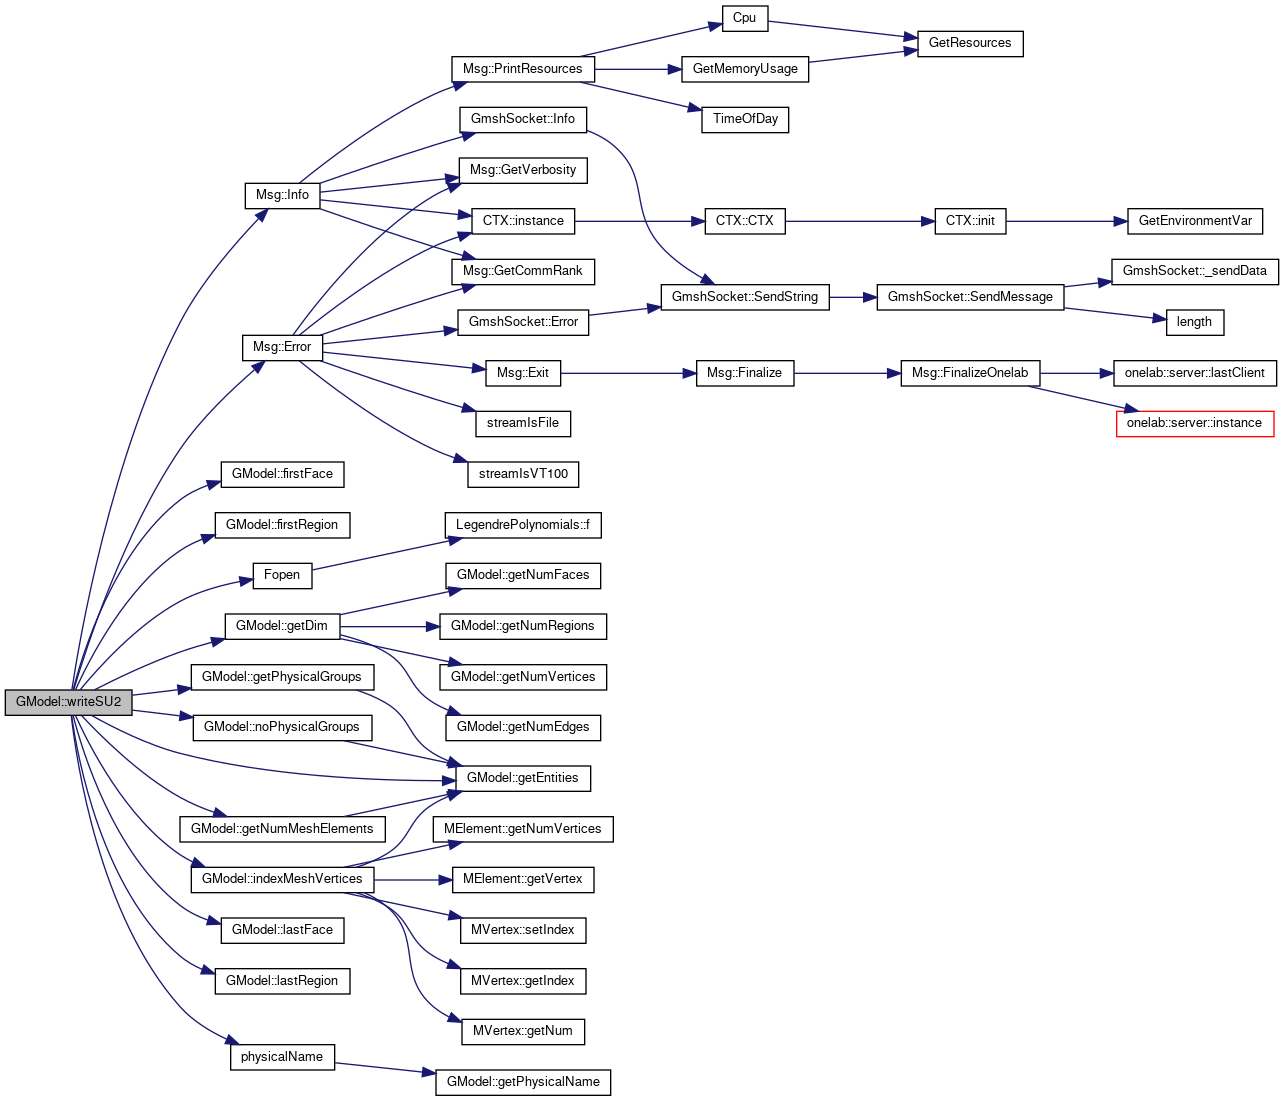 Cpu
GetResources
Msg::PrintResources
GetMemoryUsage
TimeOfDay
GmshSocket::Info
Msg::GetVerbosity
Msg::Info
CTX::instance
CTX::CTX
CTX::init
GetEnvironmentVar
Msg::GetCommRank
GmshSocket::_sendData
GmshSocket::SendString
GmshSocket::SendMessage
GmshSocket::Error
length
Msg::Error
Msg::Exit
Msg::Finalize
Msg::FinalizeOnelab
onelab::server::lastClient
streamIsFile
onelab::server::instance
GModel::firstFace
streamIsVT100
GModel::firstRegion
LegendrePolynomials::f
Fopen
GModel::getNumFaces
GModel::getDim
GModel::getNumRegions
GModel::getPhysicalGroups
GModel::getNumVertices
GModel::writeSU2
GModel::noPhysicalGroups
GModel::getNumEdges
GModel::getEntities
GModel::getNumMeshElements
MElement::getNumVertices
GModel::indexMeshVertices
MElement::getVertex
GModel::lastFace
MVertex::setIndex
GModel::lastRegion
MVertex::getIndex
MVertex::getNum
physicalName
GModel::getPhysicalName